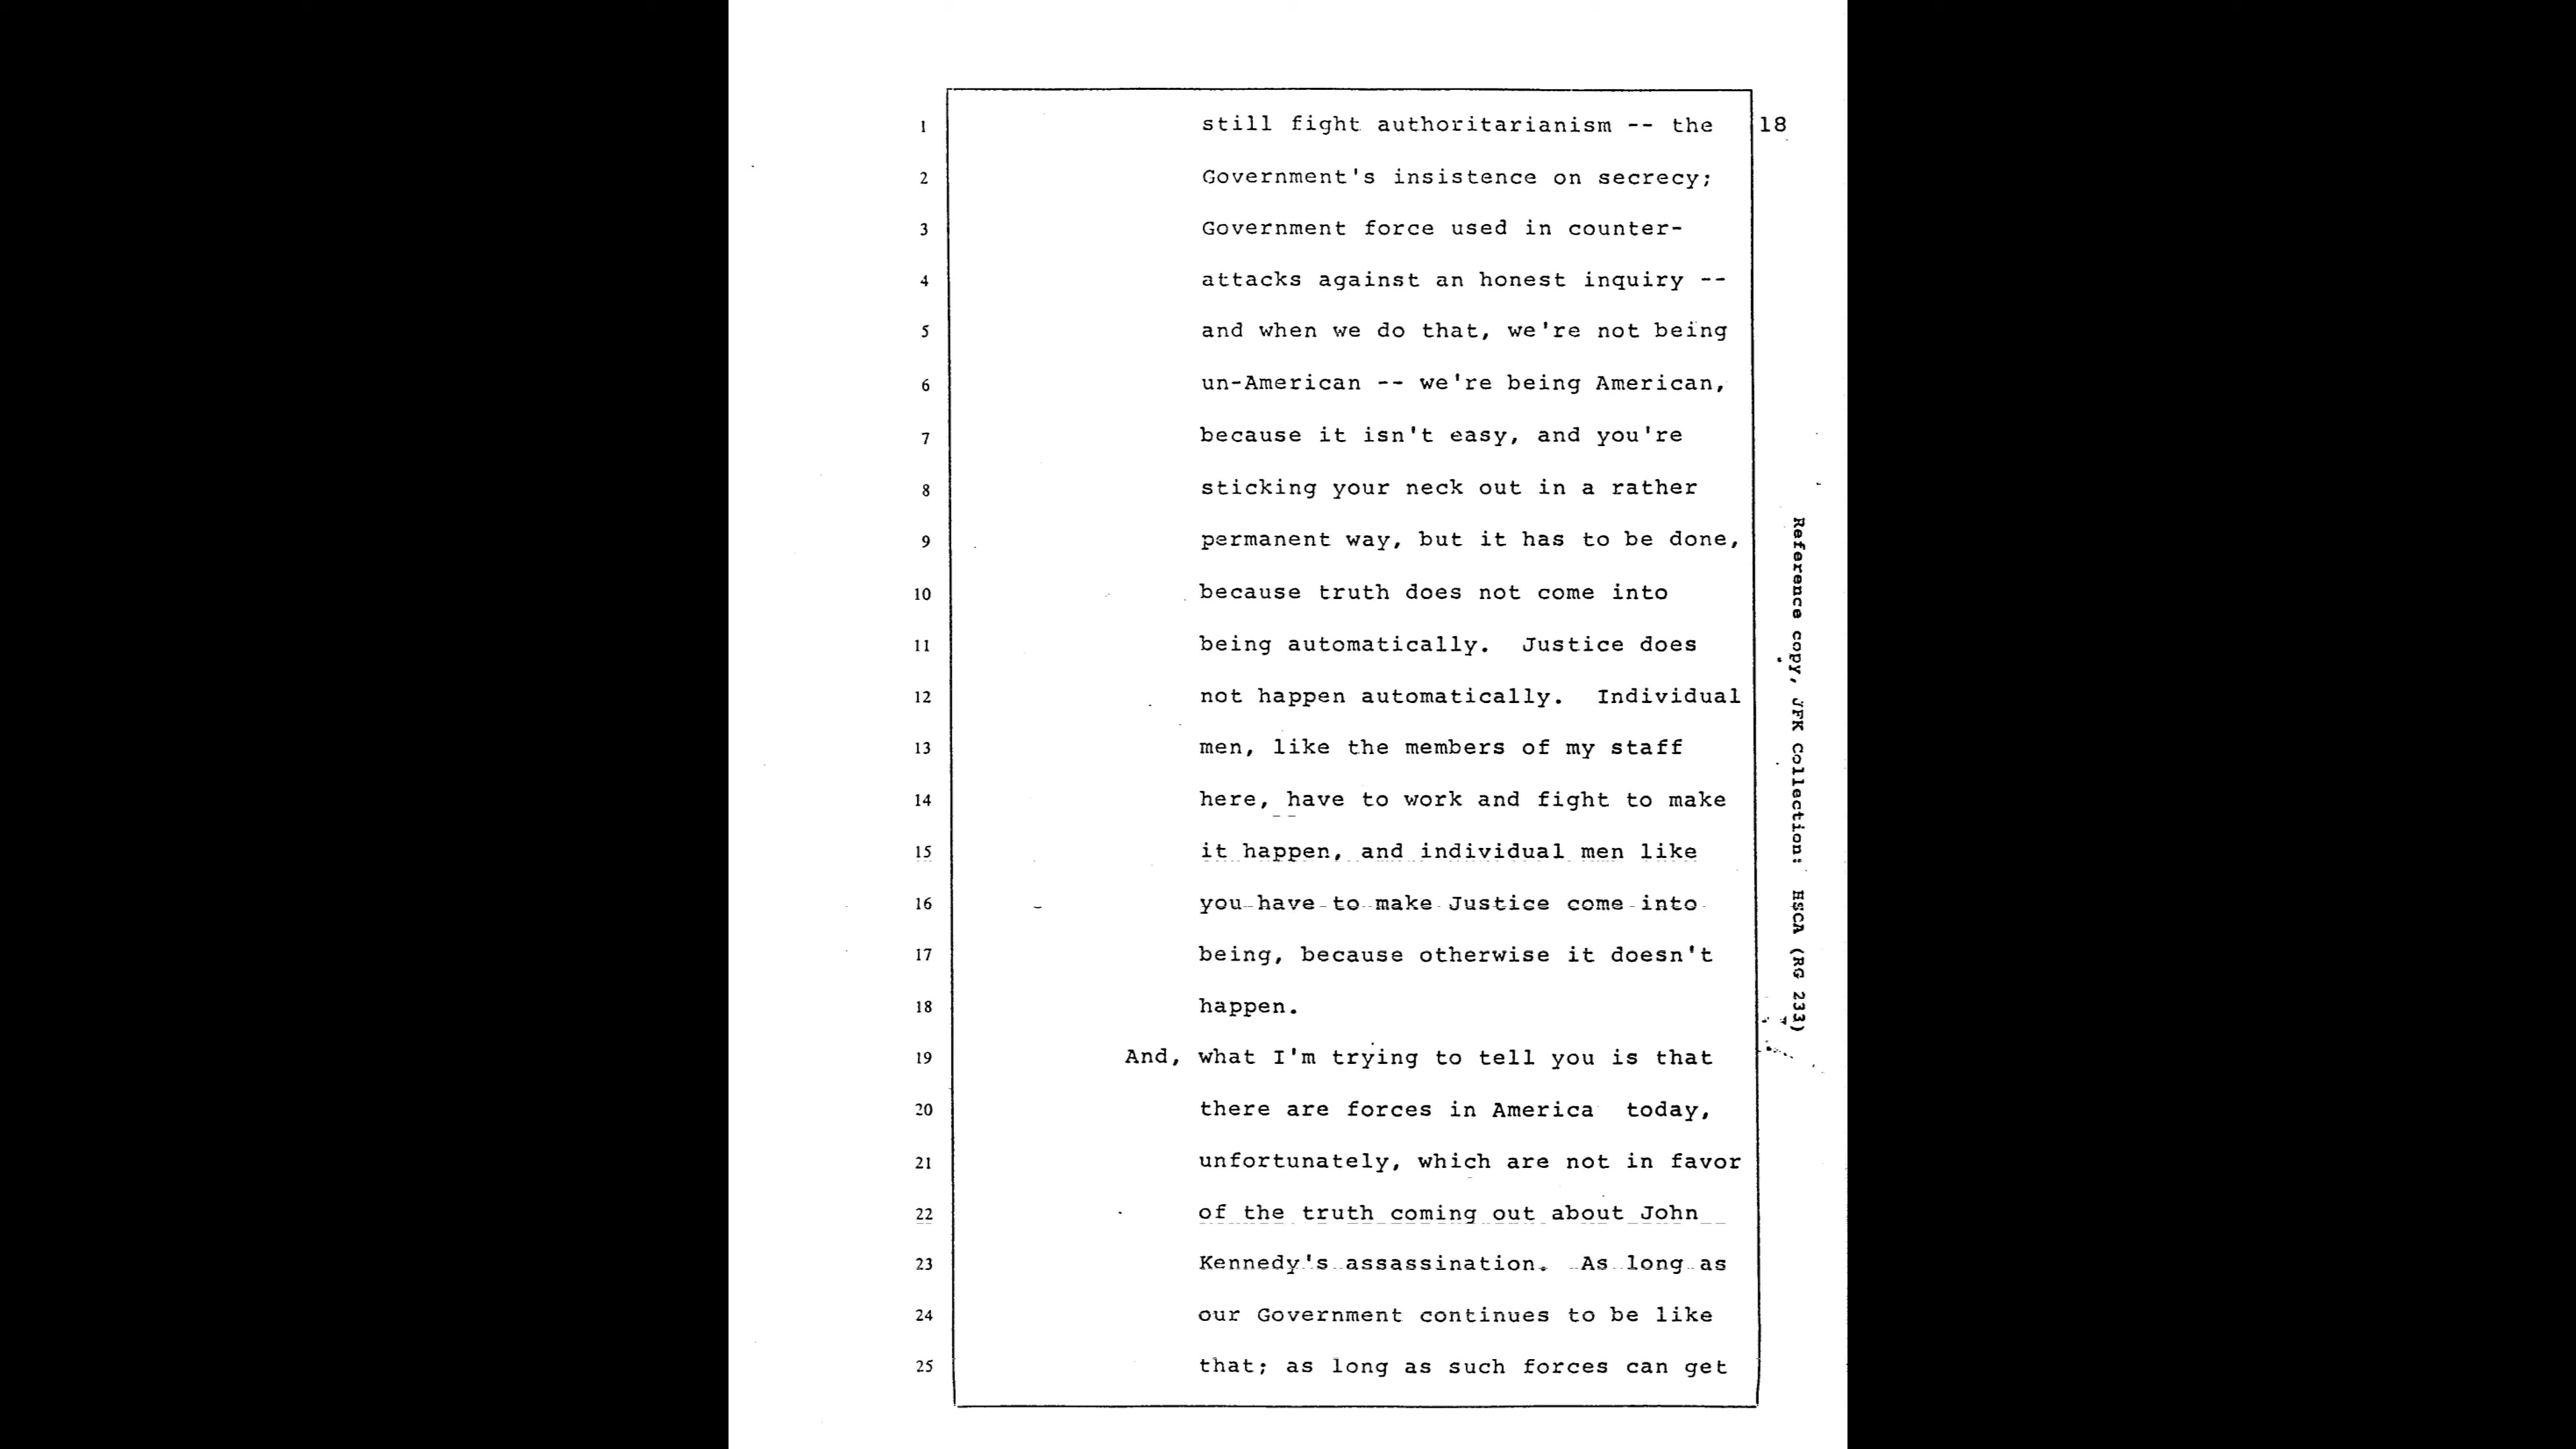 1 still fight authoritarianism -- the 18
2 Government's insistence on secrecy;
3 Government force used in counter-
4 attacks against an honest inquiry --
5 and when we do that, we're not being
6 un-American -- we're being American,
7 because it isn't easy, and you're
8 sticking your neck out in a rather
9 permanent way, but it has to be done,
10 because truth does not come into
11 being automatically. Justice does
12 not happen automatically. Individual
13 men, like the members of my staff
14 here, have to work and fight to make
15 it happen, and individual men like
16 you have to make Justice come into
17 being, because otherwise it doesn't
18 happen.
19 And, what I'm trying to tell you is that
20 there are forces in America today,
21 unfortunately, which are not in favor
22 of the truth coming out about John
23 Kennedy's assassination. As long as
24 our Government continues to be like
25 that; as long as such forces can get
Reference copy, JFK Collection: HSCA (RG 233)